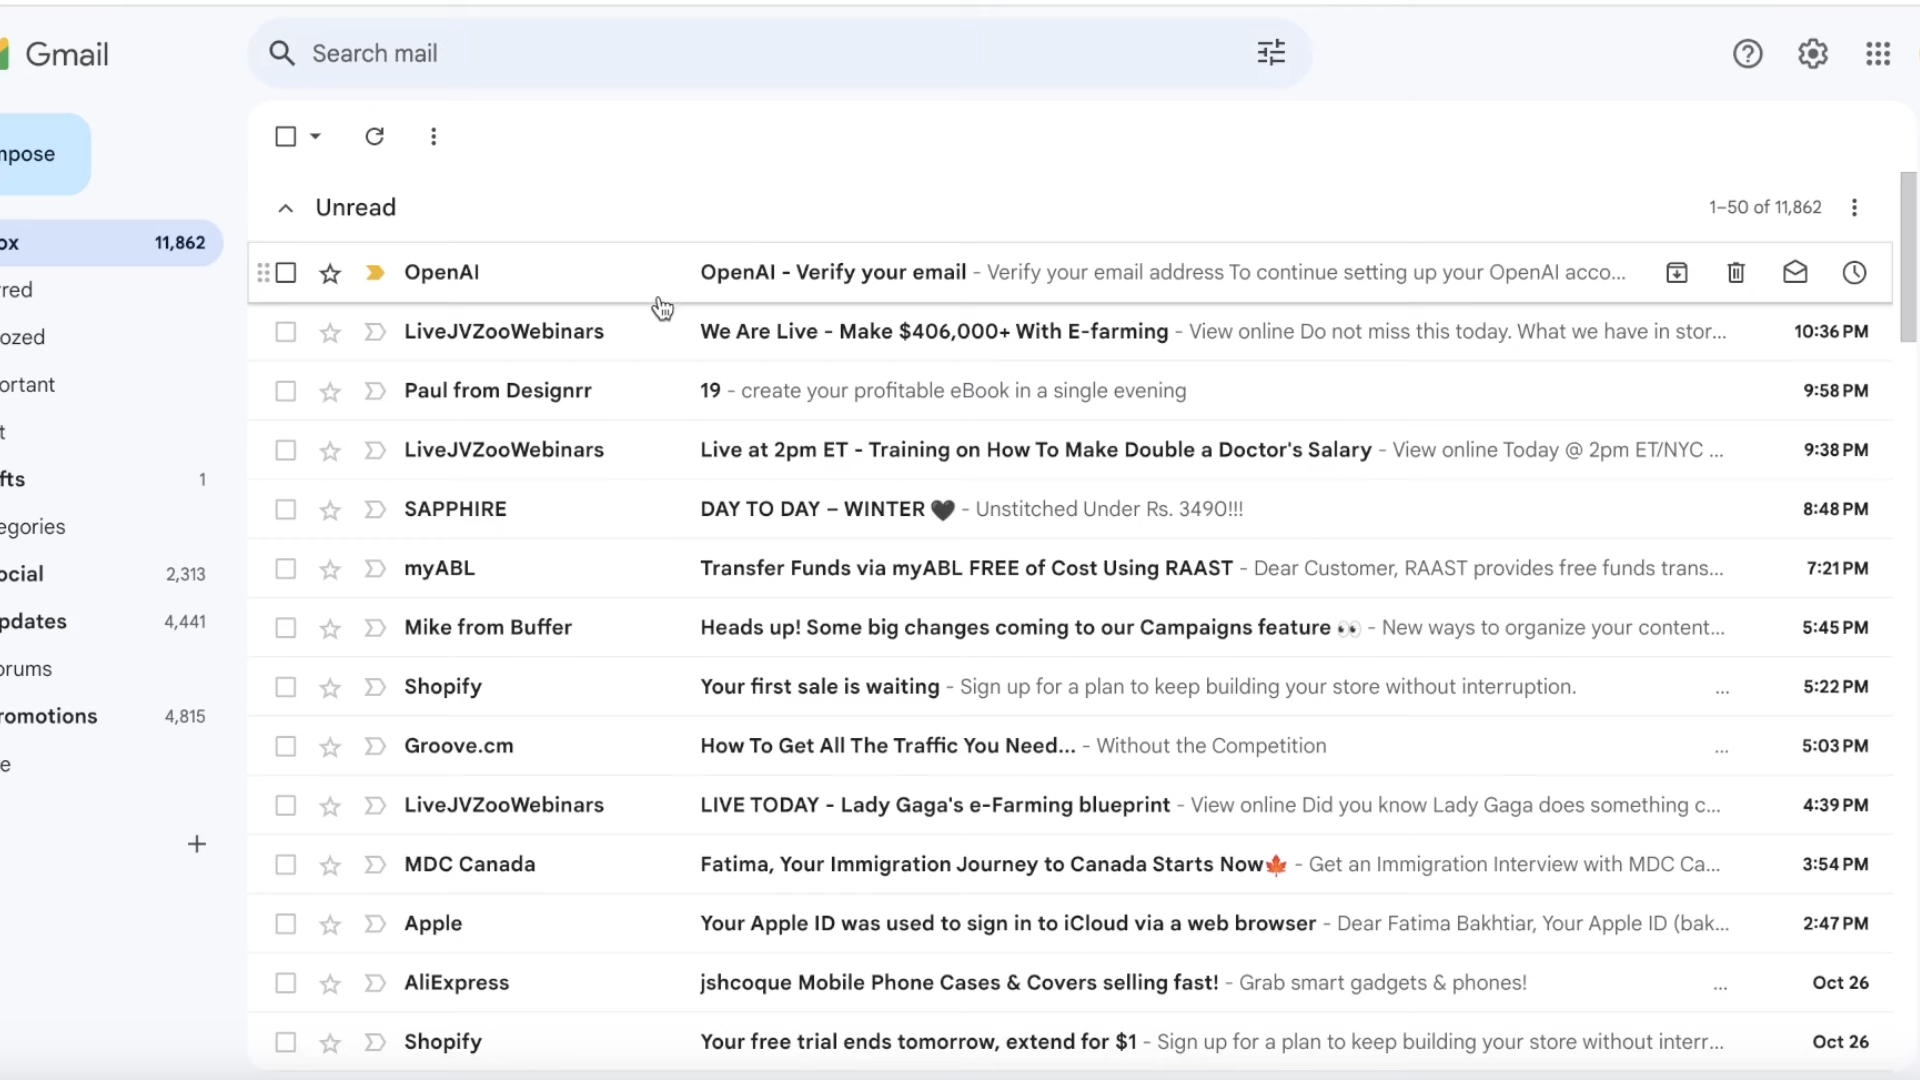 Gmail
Search mail
mpose
Unread
1–50 of 11,862
ox 11,862
OpenAI OpenAI - Verify your email - Verify your email address To continue setting up your OpenAI acco...
red
LiveJVZooWebinars We Are Live - Make $406,000+ With E-farming - View online Do not miss this today. What we have in stor... 10:36 PM
ozed
Paul from Designrr 19 - create your profitable eBook in a single evening 9:58 PM
ortant
t
LiveJVZooWebinars Live at 2pm ET - Training on How To Make Double a Doctor's Salary - View online Today @ 2pm ET/NYC ... 9:38 PM
fts 1
SAPPHIRE DAY TO DAY – WINTER 🖤 - Unstitched Under Rs. 3490!!! 8:48 PM
egories
myABL Transfer Funds via myABL FREE of Cost Using RAAST - Dear Customer, RAAST provides free funds trans... 7:21 PM
ocial 2,313
pdates 4,441
Mike from Buffer Heads up! Some big changes coming to our Campaigns feature 👀 - New ways to organize your content... 5:45 PM
orums
Shopify Your first sale is waiting - Sign up for a plan to keep building your store without interruption. ... 5:22 PM
romotions 4,815
Groove.cm How To Get All The Traffic You Need... - Without the Competition ... 5:03 PM
e
LiveJVZooWebinars LIVE TODAY - Lady Gaga's e-Farming blueprint - View online Did you know Lady Gaga does something c... 4:39 PM
MDC Canada Fatima, Your Immigration Journey to Canada Starts Now🍁 - Get an Immigration Interview with MDC Ca... 3:54 PM
Apple Your Apple ID was used to sign in to iCloud via a web browser - Dear Fatima Bakhtiar, Your Apple ID (bak... 2:47 PM
AliExpress jshcoque Mobile Phone Cases & Covers selling fast! - Grab smart gadgets & phones! ... Oct 26
Shopify Your free trial ends tomorrow, extend for $1 - Sign up for a plan to keep building your store without interr... Oct 26